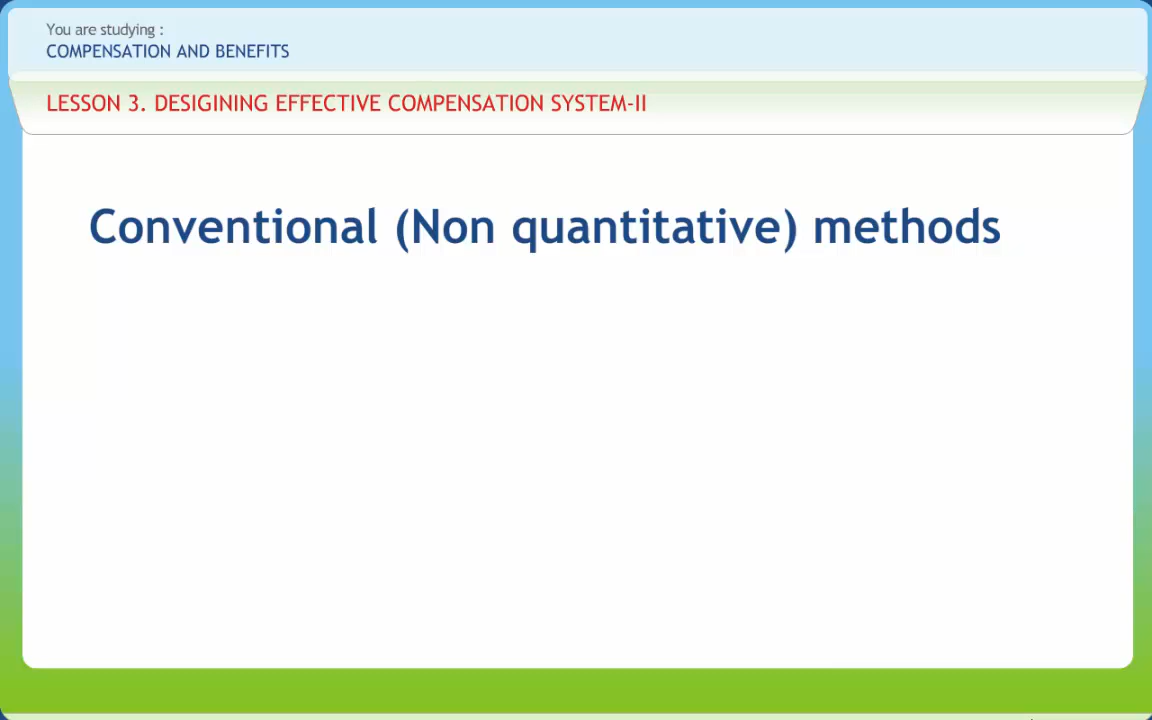 You are studying :
COMPENSATION AND BENEFITS
LESSON 3. DESIGINING EFFECTIVE COMPENSATION SYSTEM-II
Conventional (Non quantitative) methods